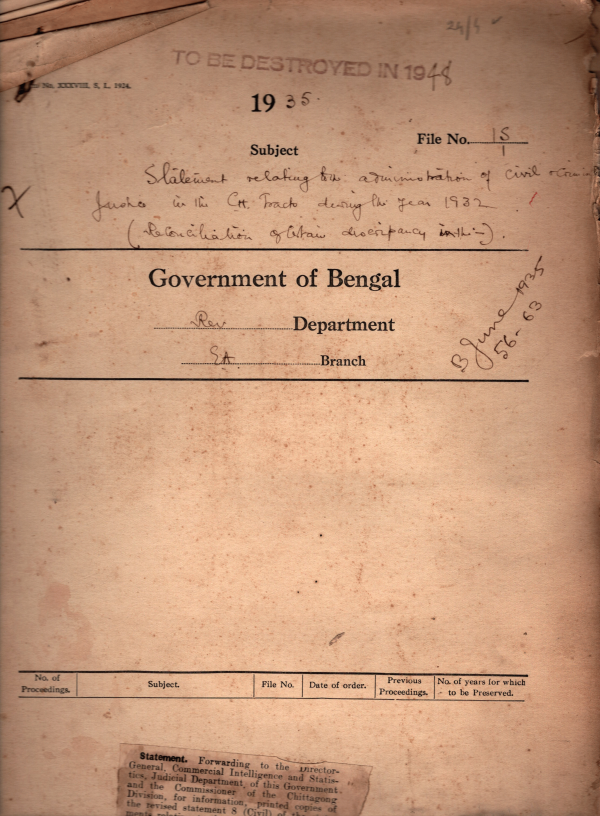 24/5
TO BE DESTROYED IN 1948
No. XXXVIII, S, L, 1924.
1935.
File No. 15
1
Subject
Statement relating to the administration of civil &
Justice in the CH. Tracts during the year 1932
(Reconciliation of certain discrepancy in the —).
Government of Bengal
Rev Department
EA Branch
B June 1935
56-63
No. of Proceedings. Subject. File No. Date of order. Previous Proceedings. No. of years for which to be Preserved.
Statement. Forwarding to the Director-
General, Commercial Intelligence and Statis-
tics, Judicial Department, of this Government
and the Commissioner of the Chittagong
Division, for information, printed copies of
the revised statement 8 (Civil) of the